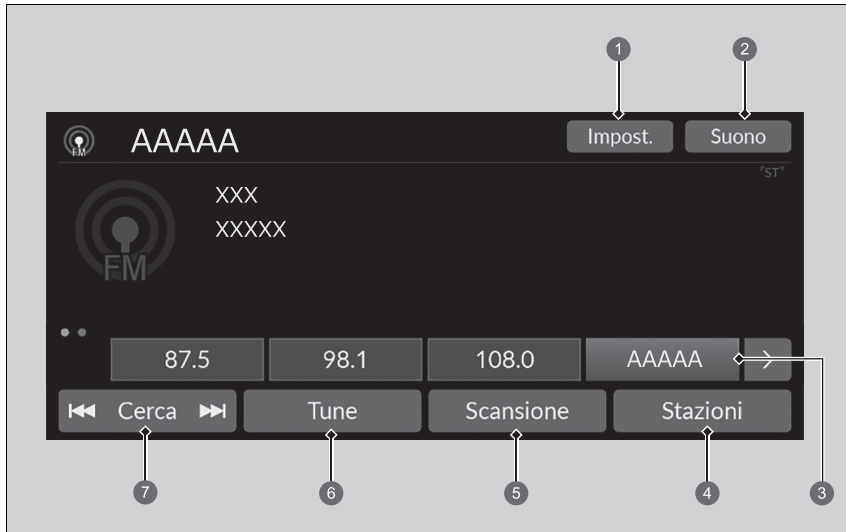 1 2
FM AAAAA Impost. Suono
"ST"
XXX
XXXXX
FM
87.5 98.1 108.0 AAAAA >
Cerca Tune Scansione Stazioni
7 6 5 4 3